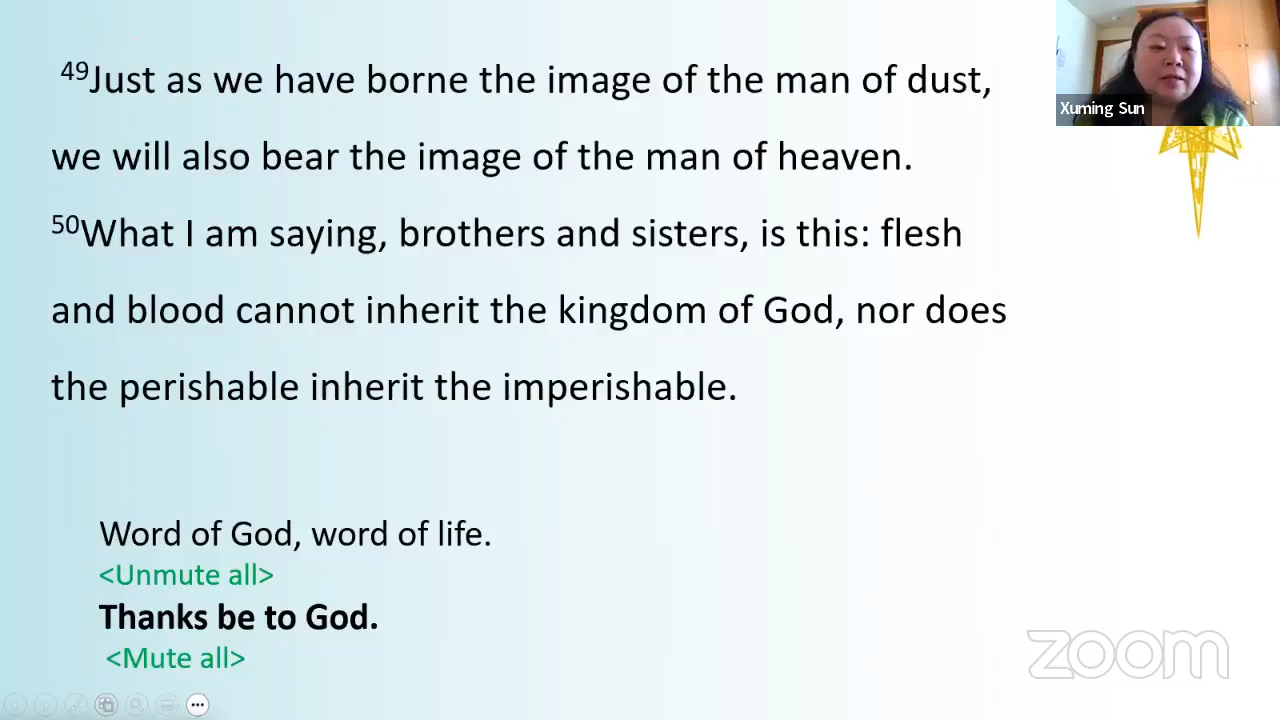 49Just as we have borne the image of the man of dust,
we will also bear the image of the man of heaven.
50What I am saying, brothers and sisters, is this: flesh
and blood cannot inherit the kingdom of God, nor does
the perishable inherit the imperishable.
Word of God, word of life.
<Unmute all>
Thanks be to God.
<Mute all>
Xuming Sun
zoom